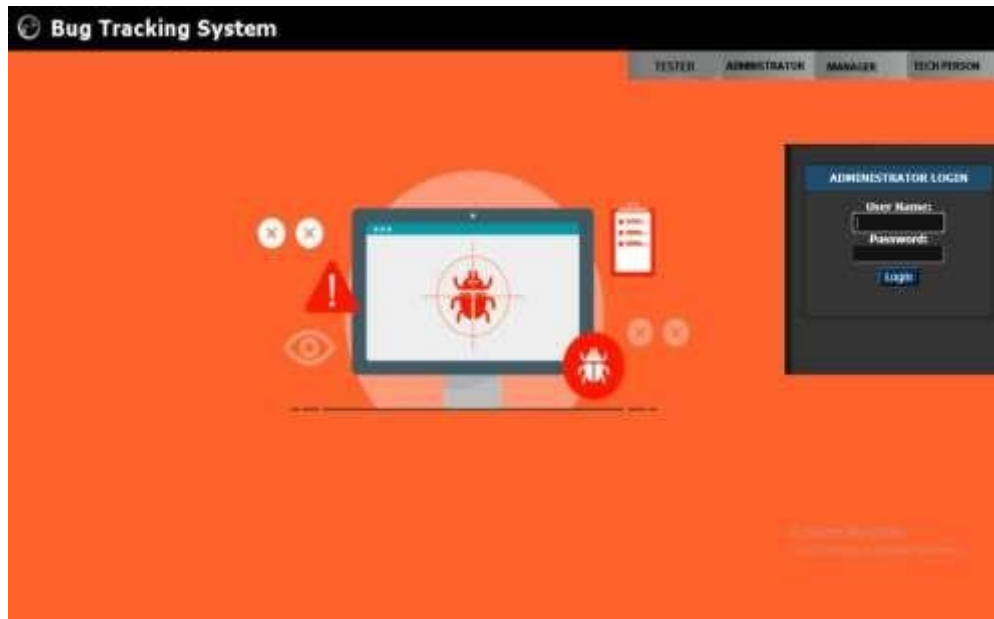 Bug Tracking System
TESTER ADMINISTRATOR MANAGER TECH PERSON
ADMINISTRATOR LOGIN
User Name:
Password:
Login